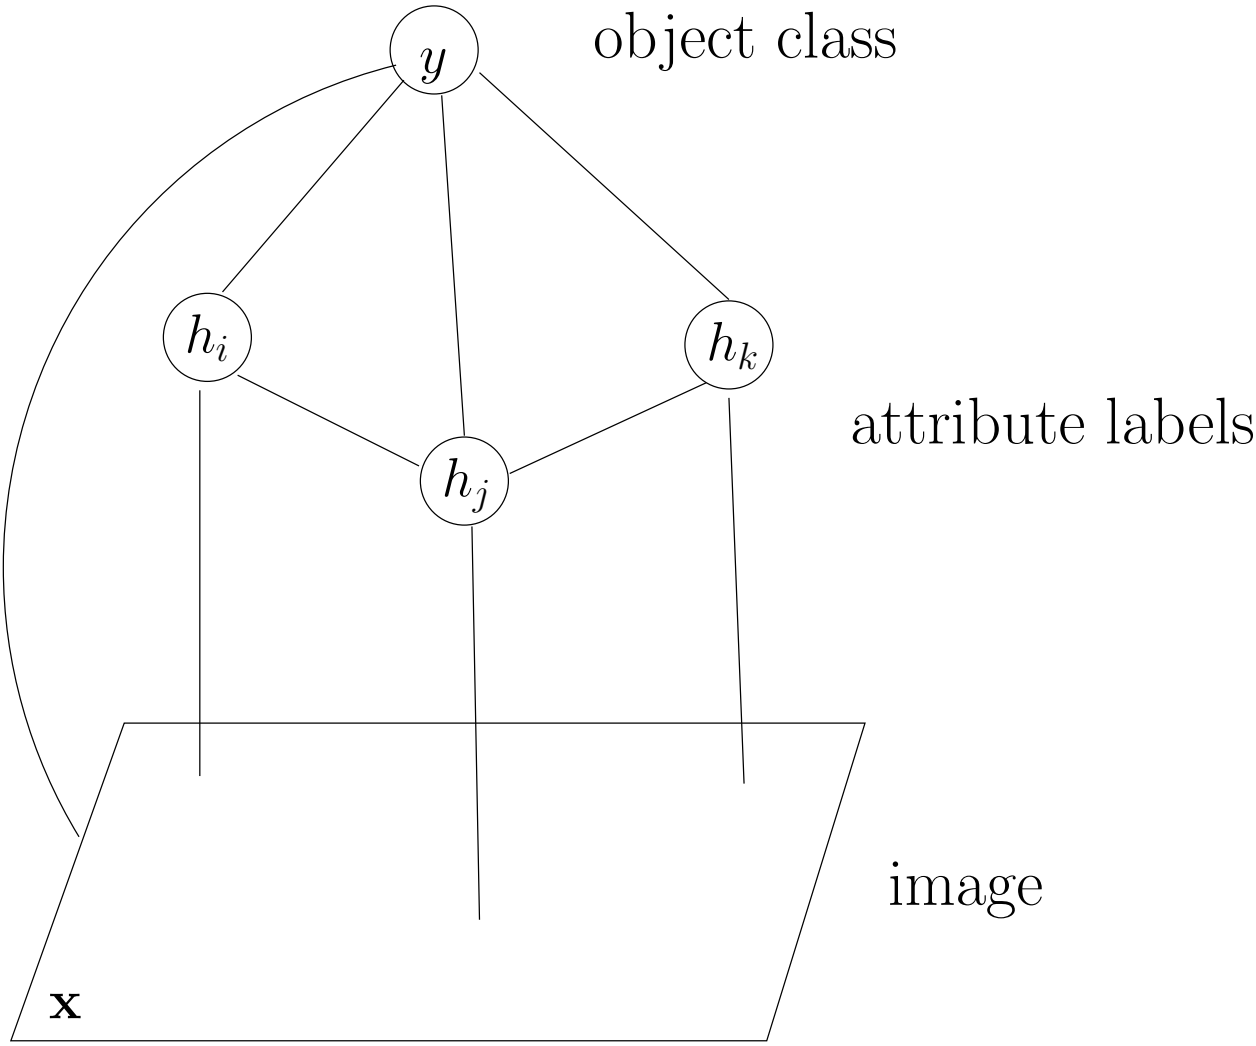 y object class
h_i
h_k
attribute labels
h_j
image
x